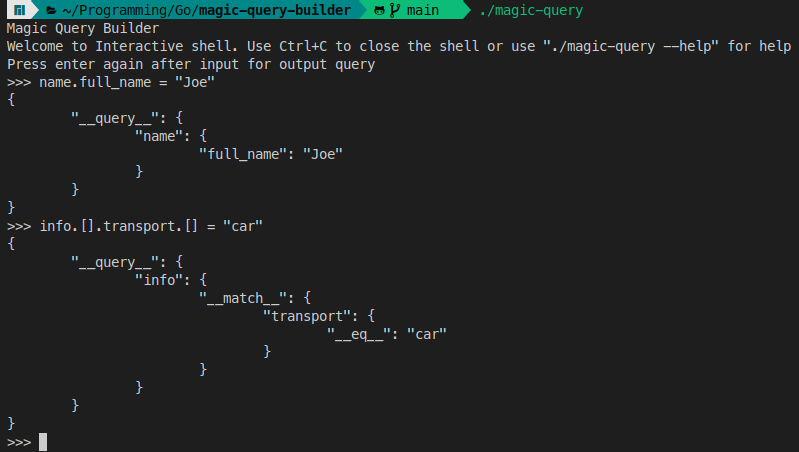 ~/Programming/Go/magic-query-builder main ./magic-query
Magic Query Builder
Welcome to Interactive shell. Use Ctrl+C to close the shell or use "./magic-query --help" for help
Press enter again after input for output query
>>> name.full_name = "Joe"
{
        "__query__": {
                "name": {
                        "full_name": "Joe"
                }
        }
}
>>> info.[].transport.[] = "car"
{
        "__query__": {
                "info": {
                        "__match__": {
                                "transport": {
                                        "__eq__": "car"
                                }
                        }
                }
        }
}
>>>